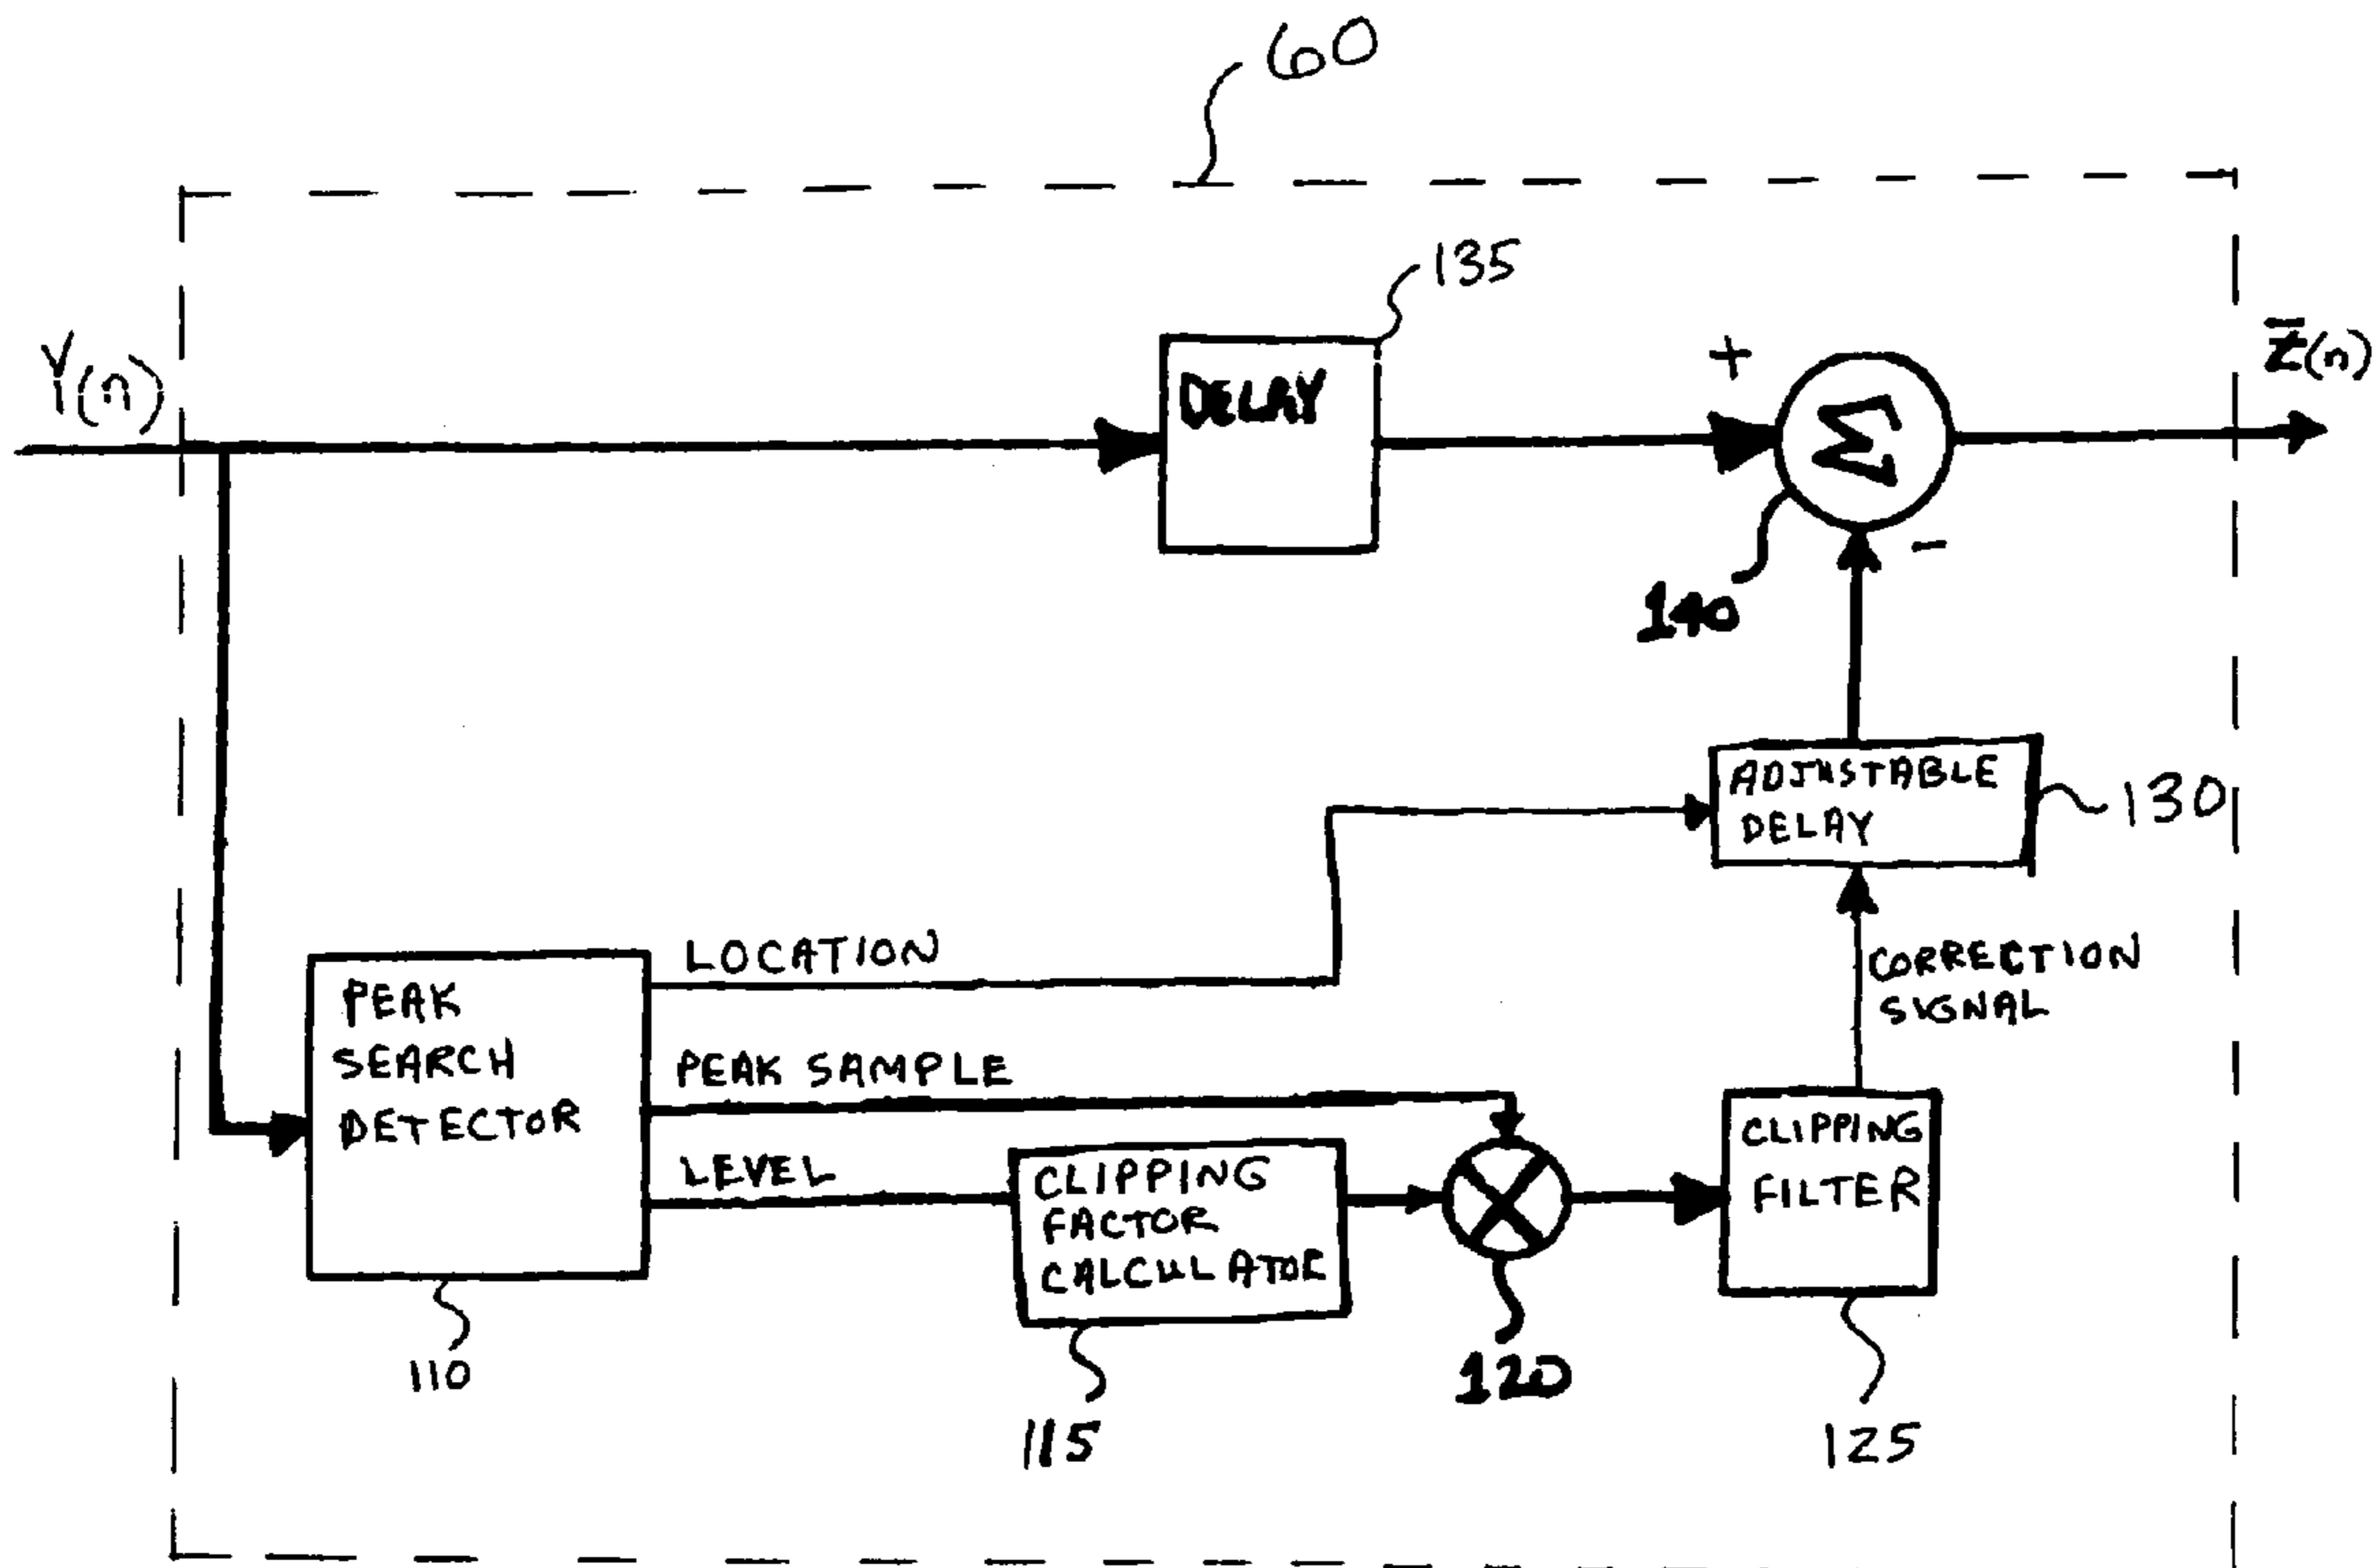 60
135
Y(n)
DELAY
+
Σ
Z̄(n)
-
140
ADJUSTABLE
DELAY
130
LOCATION
CORRECTION
SIGNAL
PEAK
SEARCH
DETECTOR
PEAK SAMPLE
LEVEL
CLIPPING
FACTOR
CALCULATOR
CLIPPING
FILTER
110
115
120
125